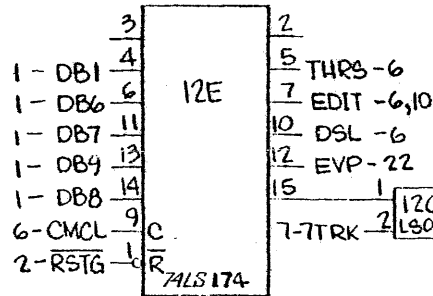 3 2
1 - DB1 4 5 THRS - 6
1 - DB6 6 12E 7 EDIT - 6,10
1 - DB7 11 10 DSL - 6
1 - DB4 13 12 EVP - 22
1 - DB8 14 15 1 12C
6 - CMCL 9 C 7 - 7TRK 2 LS0
2 - RSTG 1 R
74LS174